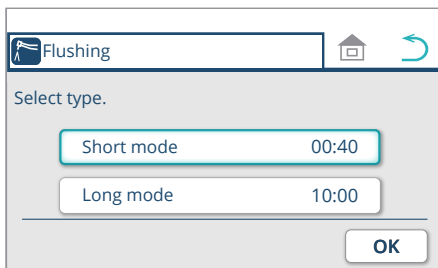 Flushing
Select type.
Short mode 00:40
Long mode 10:00
OK